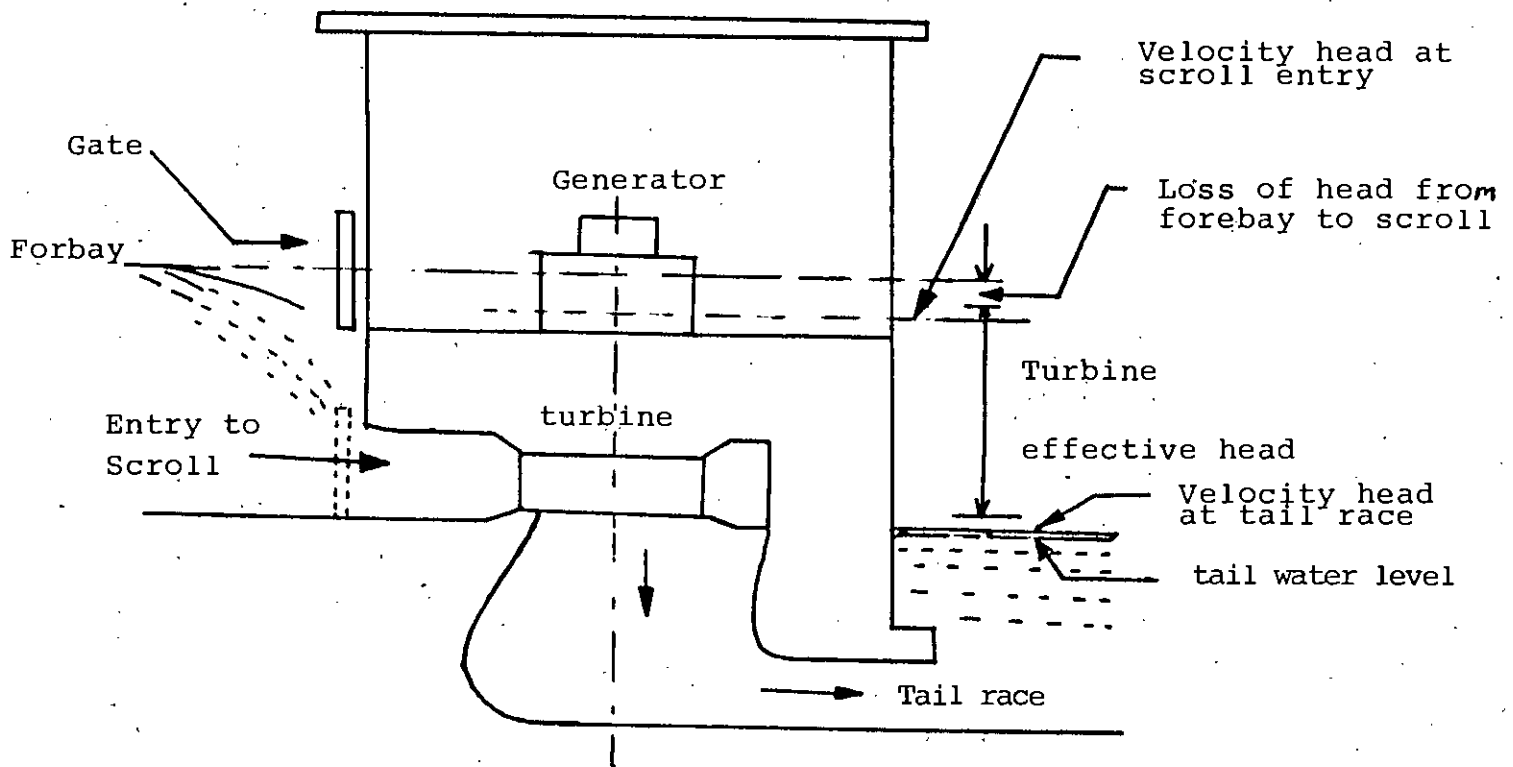 Velocity head at
scroll entry
Gate
Generator
Loss of head from
forebay to scroll
Forbay
Turbine
turbine
Entry to
Scroll
effective head
Velocity head
at tail race
tail water level
Tail race